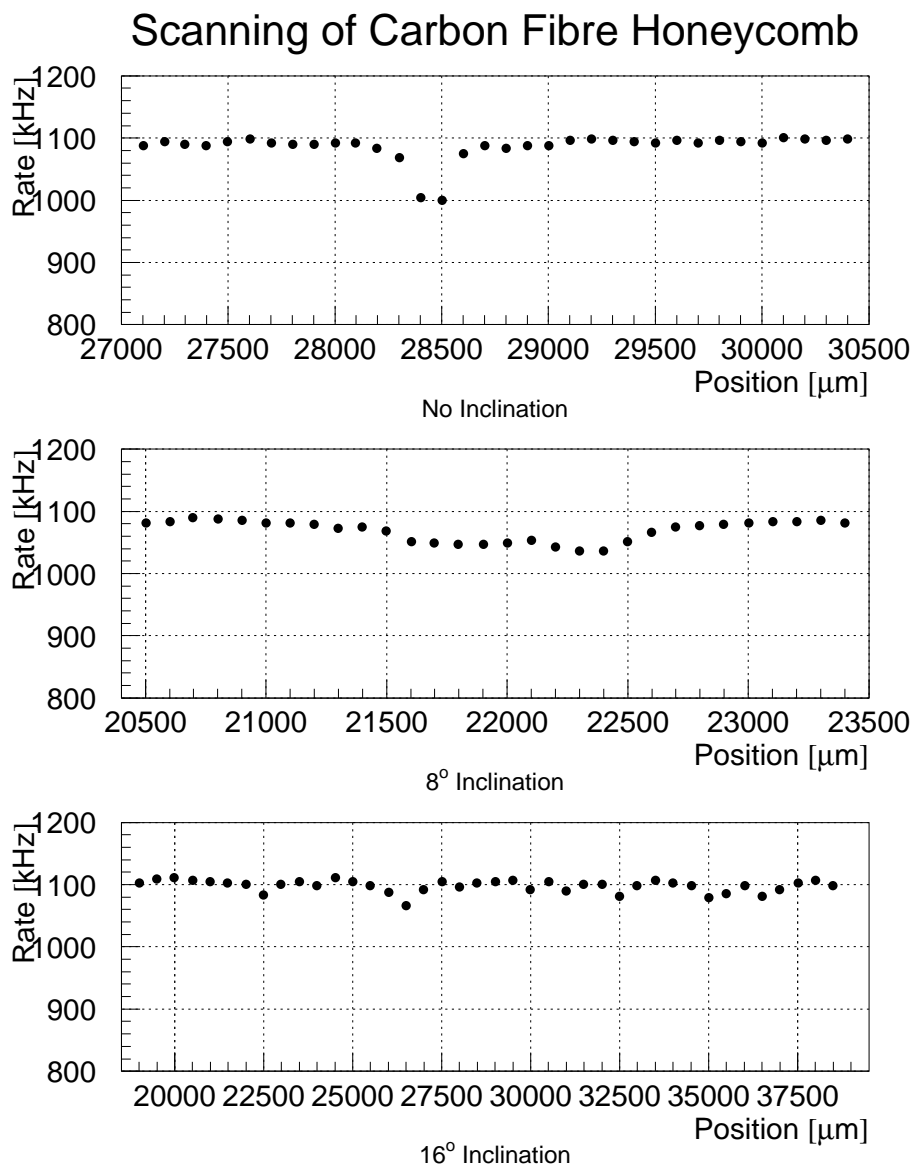 Scanning of Carbon Fibre Honeycomb
Rate [kHz]
1200
1100
1000
900
800
27000 27500 28000 28500 29000 29500 30000 30500
Position [μm]
No Inclination
Rate [kHz]
1200
1100
1000
900
800
20500 21000 21500 22000 22500 23000 23500
Position [μm]
8° Inclination
Rate [kHz]
1200
1100
1000
900
800
20000 22500 25000 27500 30000 32500 35000 37500
Position [μm]
16° Inclination